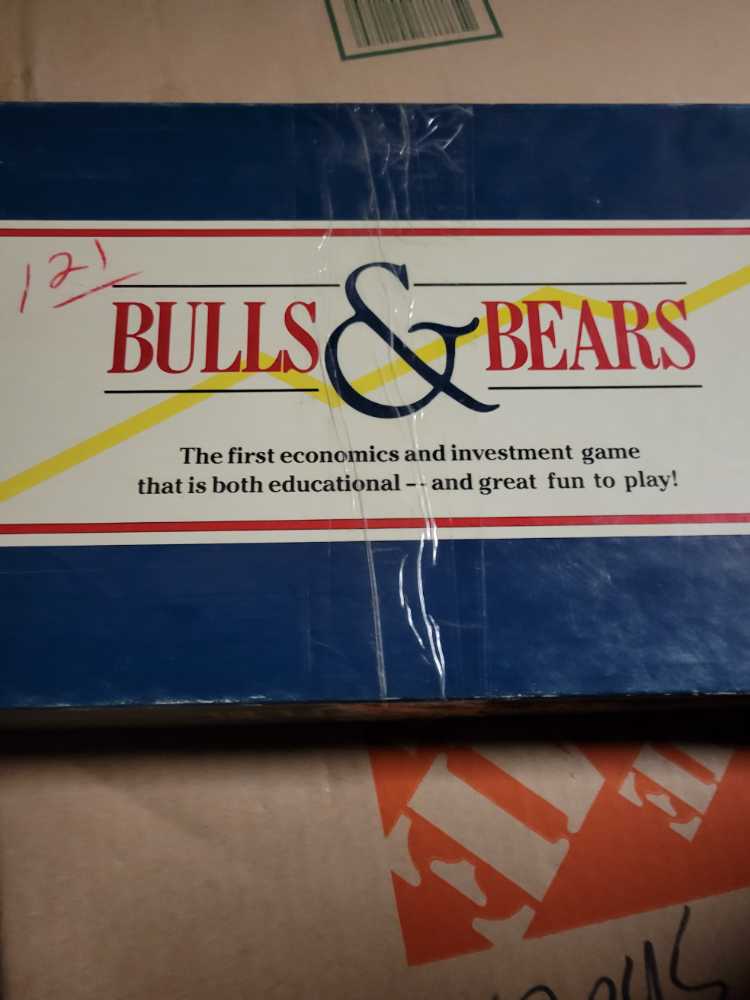 121
BULLS & BEARS
The first economics and investment game
that is both educational -- and great fun to play!